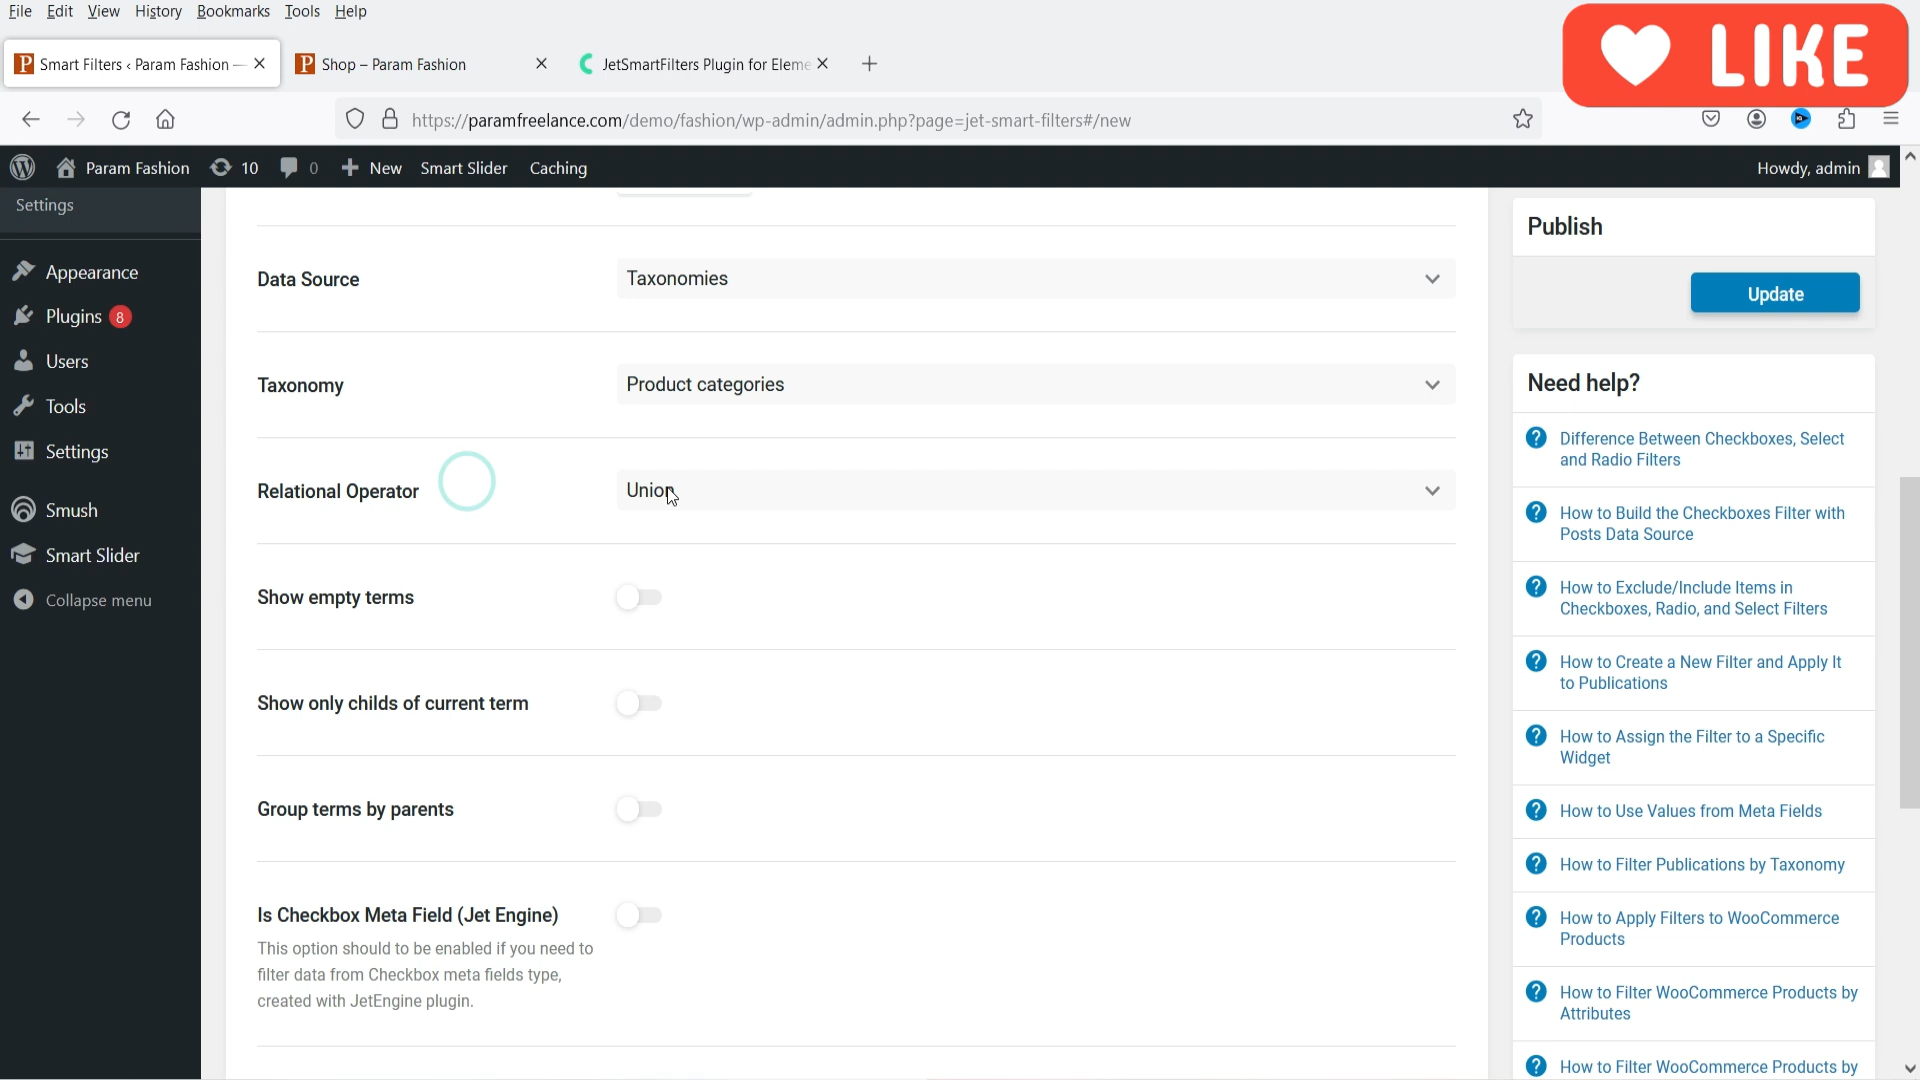 File Edit View History Bookmarks Tools Help
LIKE
Smart Filters ‹ Param Fashion —
Shop – Param Fashion
JetSmartFilters Plugin for Eleme
https://paramfreelance.com/demo/fashion/wp-admin/admin.php?page=jet-smart-filters#/new
Param Fashion 10 0 New Smart Slider Caching Howdy, admin
Settings
Appearance
Plugins 8
Users
Tools
Settings
Smush
Smart Slider
Collapse menu
Data Source Taxonomies
Taxonomy Product categories
Relational Operator Union
Show empty terms
Show only childs of current term
Group terms by parents
Is Checkbox Meta Field (Jet Engine)
This option should to be enabled if you need to
filter data from Checkbox meta fields type,
created with JetEngine plugin.
Publish
Update
Need help?
Difference Between Checkboxes, Select
and Radio Filters
How to Build the Checkboxes Filter with
Posts Data Source
How to Exclude/Include Items in
Checkboxes, Radio, and Select Filters
How to Create a New Filter and Apply It
to Publications
How to Assign the Filter to a Specific
Widget
How to Use Values from Meta Fields
How to Filter Publications by Taxonomy
How to Apply Filters to WooCommerce
Products
How to Filter WooCommerce Products by
Attributes
How to Filter WooCommerce Products by